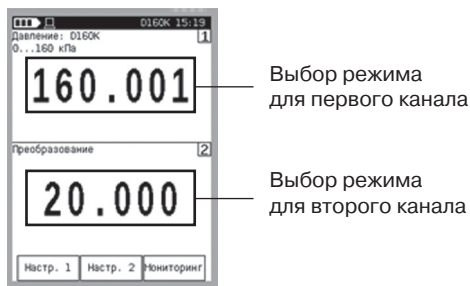 D160K 15:19
Давление: D160K
1
0...160 кПа
160.001
Выбор режима
для первого канала
Преобразование
2
20.000
Выбор режима
для второго канала
Настр. 1 Настр. 2 Мониторинг